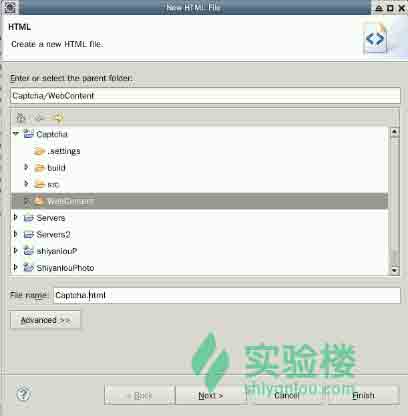 New HTML File
HTML
Create a new HTML file.
Enter or select the parent folder:
Captcha/WebContent
Captcha
.settings
build
src
WebContent
Servers
Servers2
shiyanlouP
ShiyanlouPhoto
File name: Captcha.html
Advanced >>
实验楼
shiyanlou.com
< Back Next > Cancel Finish